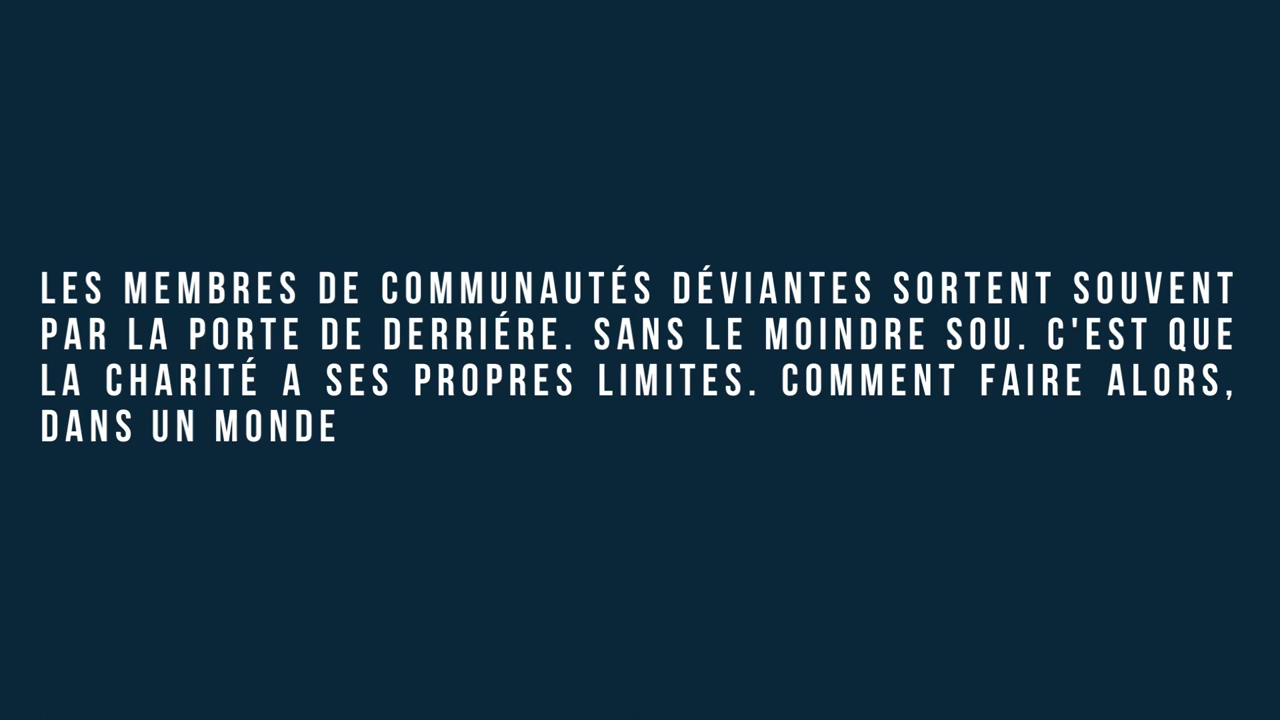 LES MEMBRES DE COMMUNAUTÉS DÉVIANTES SORTENT SOUVENT
PAR LA PORTE DE DERRIÉRE. SANS LE MOINDRE SOU. C'EST QUE
LA CHARITÉ A SES PROPRES LIMITES. COMMENT FAIRE ALORS,
DANS UN MONDE